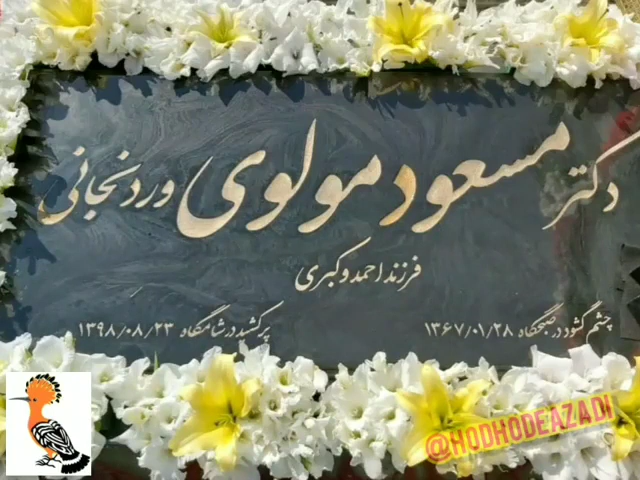 دکتر مسعود مولوی وردنجانی
فرزند احمد و کبری
چشم گشود در صبحگاه ۱۳۶۷/۰۱/۲۸
پر کشید در شامگاه ۱۳۹۸/۰۸/۲۳
@HODHODEAZADI